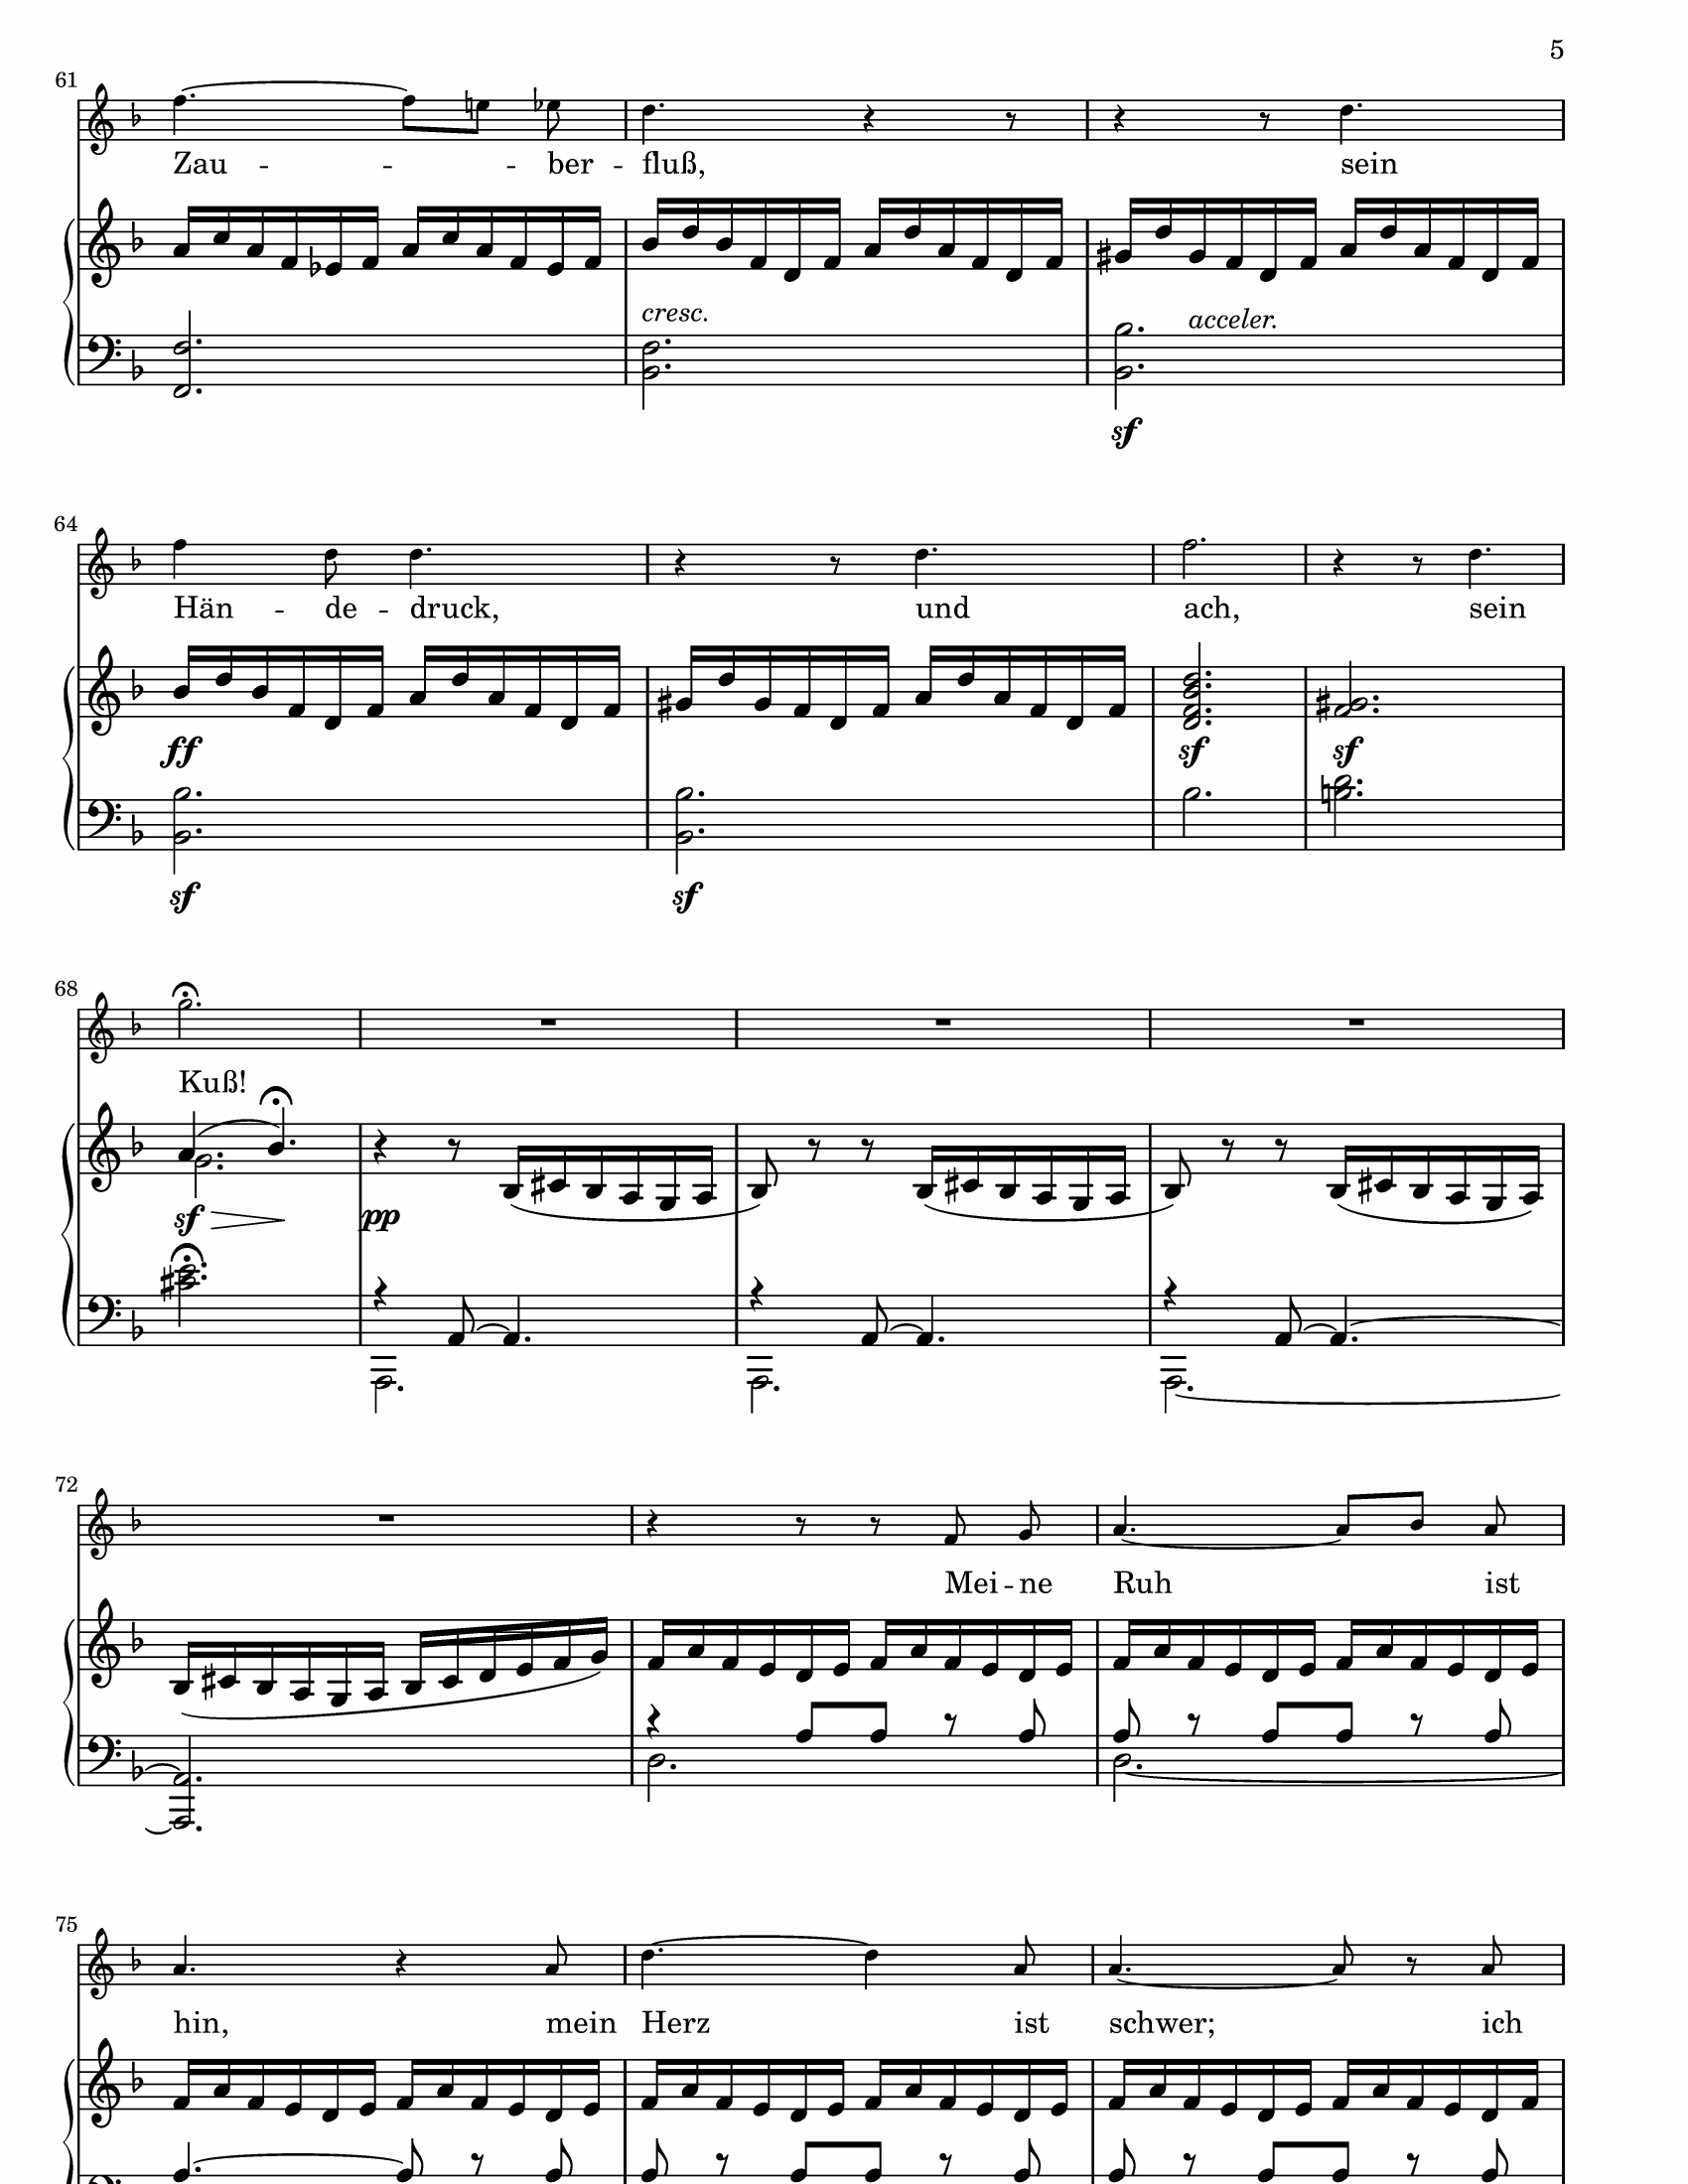 5
61
Zau - - ber - fluß, sein
cresc.
acceler.
sf
64
Hän - de - druck, und ach, sein
ff sf sf
sf sf
68
Kuß!
sf pp
72
Mei - ne Ruh ist
75
hin, mein Herz ist schwer; ich